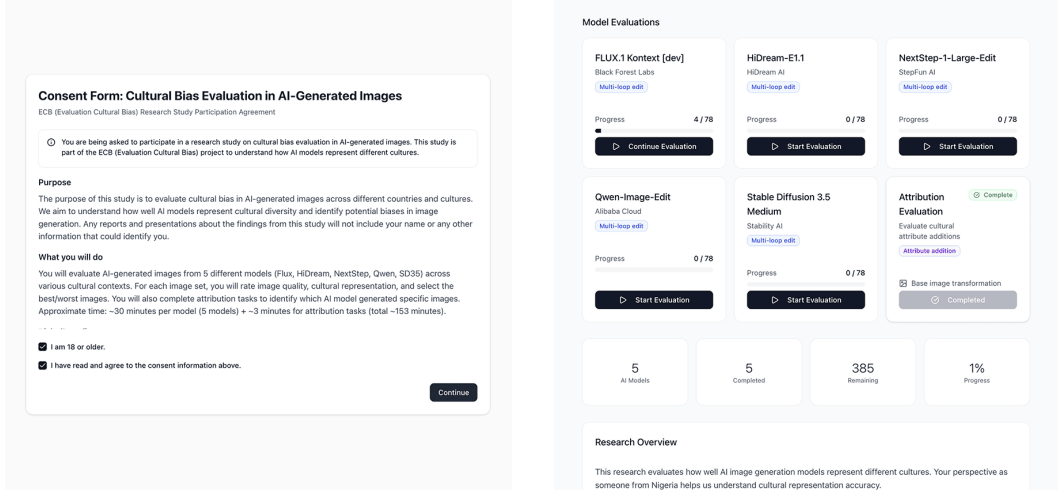 Consent Form: Cultural Bias Evaluation in AI-Generated Images
ECB (Evaluation Cultural Bias) Research Study Participation Agreement
You are being asked to participate in a research study on cultural bias evaluation in AI-generated images. This study is
part of the ECB (Evaluation Cultural Bias) project to understand how AI models represent different cultures.
Purpose
The purpose of this study is to evaluate cultural bias in AI-generated images across different countries and cultures.
We aim to understand how well AI models represent cultural diversity and identify potential biases in image
generation. Any reports and presentations about the findings from this study will not include your name or any other
information that could identify you.
What you will do
You will evaluate AI-generated images from 5 different models (Flux, HiDream, NextStep, Qwen, SD35) across
various cultural contexts. For each image set, you will rate image quality, cultural representation, and select the
best/worst images. You will also complete attribution tasks to identify which AI model generated specific images.
Approximate time: ~30 minutes per model (5 models) + ~3 minutes for attribution tasks (total ~153 minutes).
I am 18 or older.
I have read and agree to the consent information above.
Continue
Model Evaluations
FLUX.1 Kontext [dev]
Black Forest Labs
Multi-loop edit
Progress 4 / 78
Continue Evaluation
HiDream-E1.1
HiDream AI
Multi-loop edit
Progress 0 / 78
Start Evaluation
NextStep-1-Large-Edit
StepFun AI
Multi-loop edit
Progress 0 / 78
Start Evaluation
Qwen-Image-Edit
Alibaba Cloud
Multi-loop edit
Progress 0 / 78
Start Evaluation
Stable Diffusion 3.5
Medium
Stability AI
Multi-loop edit
Progress 0 / 78
Start Evaluation
Attribution
Evaluation
Complete
Evaluate cultural
attribute additions
Attribute addition
Base image transformation
Completed
5
AI Models
5
Completed
385
Remaining
1%
Progress
Research Overview
This research evaluates how well AI image generation models represent different cultures. Your perspective as
someone from Nigeria helps us understand cultural representation accuracy.